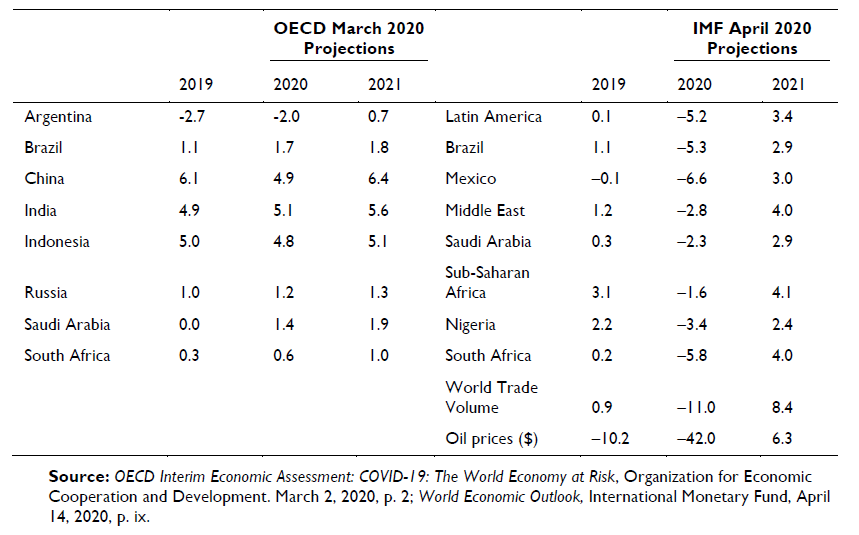 OECD March 2020 Projections IMF April 2020 Projections
2019 2020 2021 2019 2020 2021
Argentina -2.7 -2.0 0.7 Latin America 0.1 –5.2 3.4
Brazil 1.1 1.7 1.8 Brazil 1.1 –5.3 2.9
China 6.1 4.9 6.4 Mexico –0.1 –6.6 3.0
India 4.9 5.1 5.6 Middle East 1.2 –2.8 4.0
Indonesia 5.0 4.8 5.1 Saudi Arabia 0.3 –2.3 2.9
Russia 1.0 1.2 1.3 Sub-Saharan Africa 3.1 –1.6 4.1
Saudi Arabia 0.0 1.4 1.9 Nigeria 2.2 –3.4 2.4
South Africa 0.3 0.6 1.0 South Africa 0.2 –5.8 4.0
World Trade Volume 0.9 –11.0 8.4
Oil prices ($) –10.2 –42.0 6.3
Source: OECD Interim Economic Assessment: COVID-19: The World Economy at Risk, Organization for Economic
Cooperation and Development. March 2, 2020, p. 2; World Economic Outlook, International Monetary Fund, April
14, 2020, p. ix.